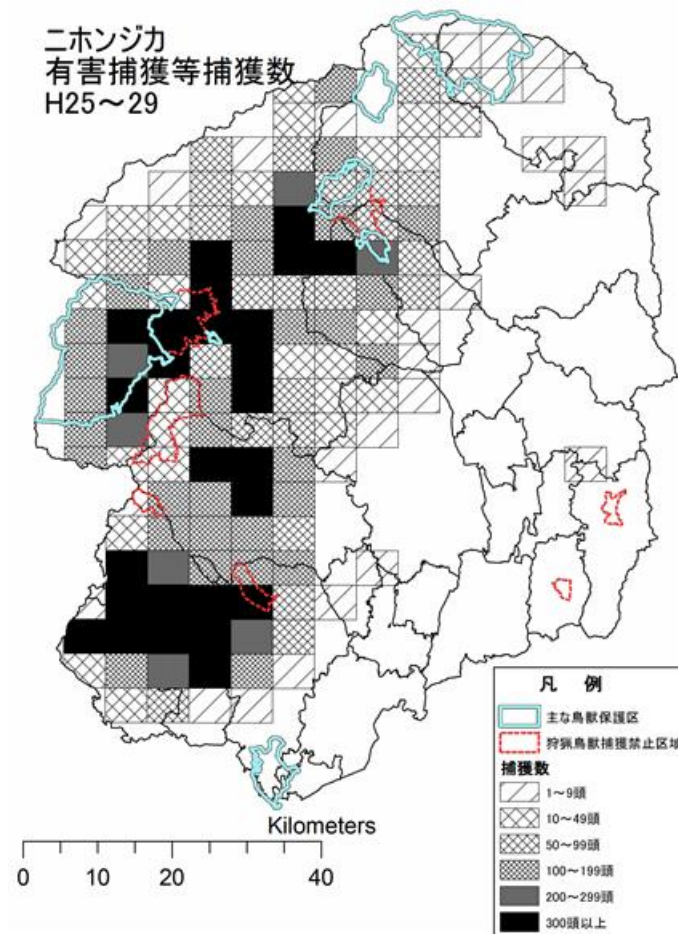 ニホンジカ
有害捕獲等捕獲数
H25～29
Kilometers
0 10 20 40
凡 例
主な鳥獣保護区
狩猟鳥獣捕獲禁止区域
捕獲数
1～9頭
10～49頭
50～99頭
100～199頭
200～299頭
300頭以上